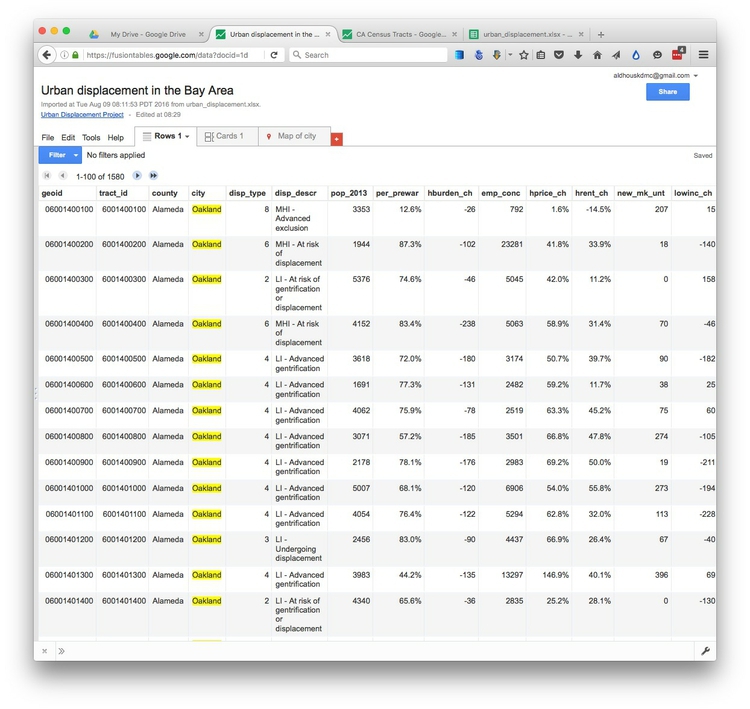 My Drive - Google Drive
Urban displacement in the ...
CA Census Tracts - Google...
urban_displacement.xlsx - ...
https://fusiontables.google.com/data?docid=1d
Search
4
aldhouskdmc@gmail.com
Urban displacement in the Bay Area
Share
Imported at Tue Aug 09 08:11:53 PDT 2016 from urban_displacement.xlsx.
Urban Displacement Project - Edited at 08:29
File Edit Tools Help Rows 1 Cards 1 Map of city
Filter No filters applied Saved
1-100 of 1580
geoid tract_id county city disp_type disp_descr pop_2013 per_prewar hburden_ch emp_conc hprice_ch hrent_ch new_mk_unt lowinc_ch
06001400100 6001400100 Alameda Oakland 8 MHI - 3353 12.6% -26 792 1.6% -14.5% 207 15
Advanced
exclusion
06001400200 6001400200 Alameda Oakland 6 MHI - At risk 1944 87.3% -102 23281 41.8% 33.9% 18 -140
of
displacement
06001400300 6001400300 Alameda Oakland 2 LI - At risk of 5376 74.6% -46 5045 42.0% 11.2% 0 158
gentrification
or
displacement
06001400400 6001400400 Alameda Oakland 6 MHI - At risk 4152 83.4% -238 5063 58.9% 31.4% 70 -46
of
displacement
06001400500 6001400500 Alameda Oakland 4 LI - Advanced 3618 72.0% -180 3174 50.7% 39.7% 90 -182
gentrification
06001400600 6001400600 Alameda Oakland 4 LI - Advanced 1691 77.3% -131 2482 59.2% 11.7% 38 25
gentrification
06001400700 6001400700 Alameda Oakland 4 LI - Advanced 4062 75.9% -78 2519 63.3% 45.2% 75 60
gentrification
06001400800 6001400800 Alameda Oakland 4 LI - Advanced 3071 57.2% -185 3501 66.8% 47.8% 274 -105
gentrification
06001400900 6001400900 Alameda Oakland 4 LI - Advanced 2178 78.1% -176 2983 69.2% 50.0% 19 -211
gentrification
06001401000 6001401000 Alameda Oakland 4 LI - Advanced 5007 68.1% -120 6906 54.0% 55.8% 273 -194
gentrification
06001401100 6001401100 Alameda Oakland 4 LI - Advanced 4054 76.4% -122 5294 62.8% 32.0% 113 -228
gentrification
06001401200 6001401200 Alameda Oakland 3 LI - 2456 83.0% -90 4437 66.9% 26.4% 67 -40
Undergoing
displacement
06001401300 6001401300 Alameda Oakland 4 LI - Advanced 3983 44.2% -135 13297 146.9% 40.1% 396 69
gentrification
06001401400 6001401400 Alameda Oakland 2 LI - At risk of 4340 65.6% -36 2835 25.2% 28.1% 0 -130
gentrification
or
displacement